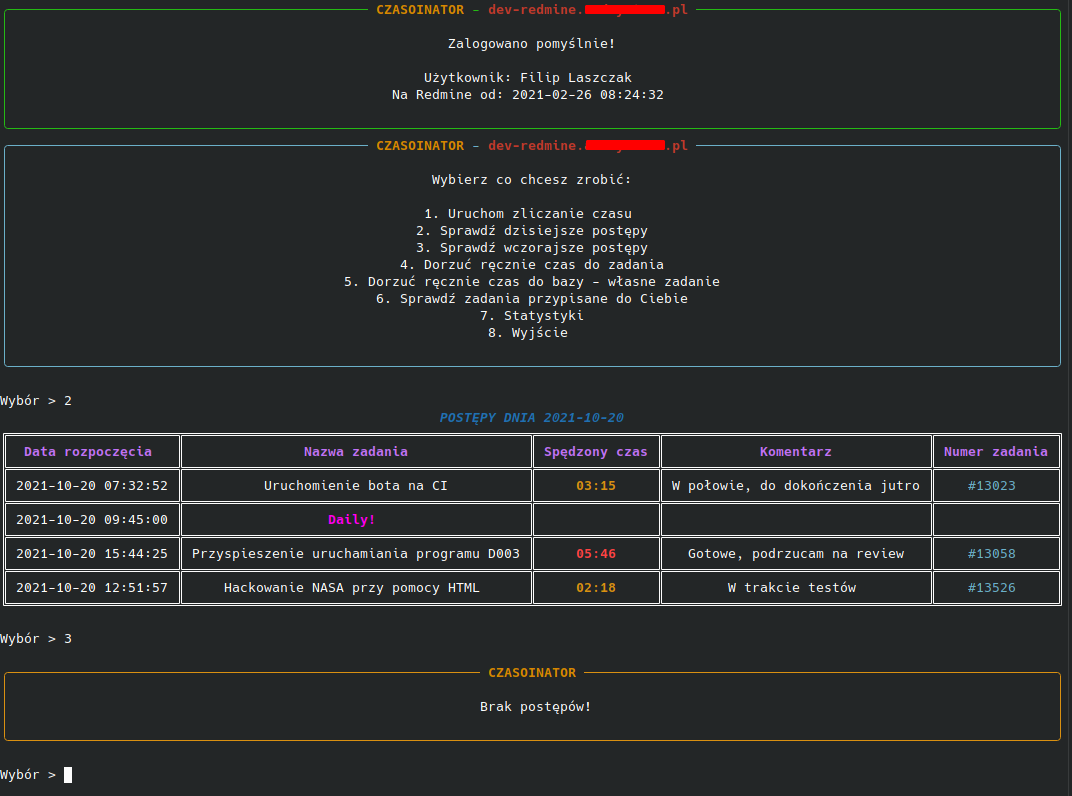 CZASOINATOR - dev-redmine. .pl
Zalogowano pomyślnie!
Użytkownik: Filip Laszczak
Na Redmine od: 2021-02-26 08:24:32
CZASOINATOR - dev-redmine. .pl
Wybierz co chcesz zrobić:
1. Uruchom zliczanie czasu
2. Sprawdź dzisiejsze postępy
3. Sprawdź wczorajsze postępy
4. Dorzuć ręcznie czas do zadania
5. Dorzuć ręcznie czas do bazy - własne zadanie
6. Sprawdź zadania przypisane do Ciebie
7. Statystyki
8. Wyjście
Wybór > 2
POSTĘPY DNIA 2021-10-20
Data rozpoczęcia Nazwa zadania Spędzony czas Komentarz Numer zadania
2021-10-20 07:32:52 Uruchomienie bota na CI 03:15 W połowie, do dokończenia jutro #13023
2021-10-20 09:45:00 Daily!
2021-10-20 15:44:25 Przyspieszenie uruchamiania programu D003 05:46 Gotowe, podrzucam na review #13058
2021-10-20 12:51:57 Hackowanie NASA przy pomocy HTML 02:18 W trakcie testów #13526
Wybór > 3
CZASOINATOR
Brak postępów!
Wybór >